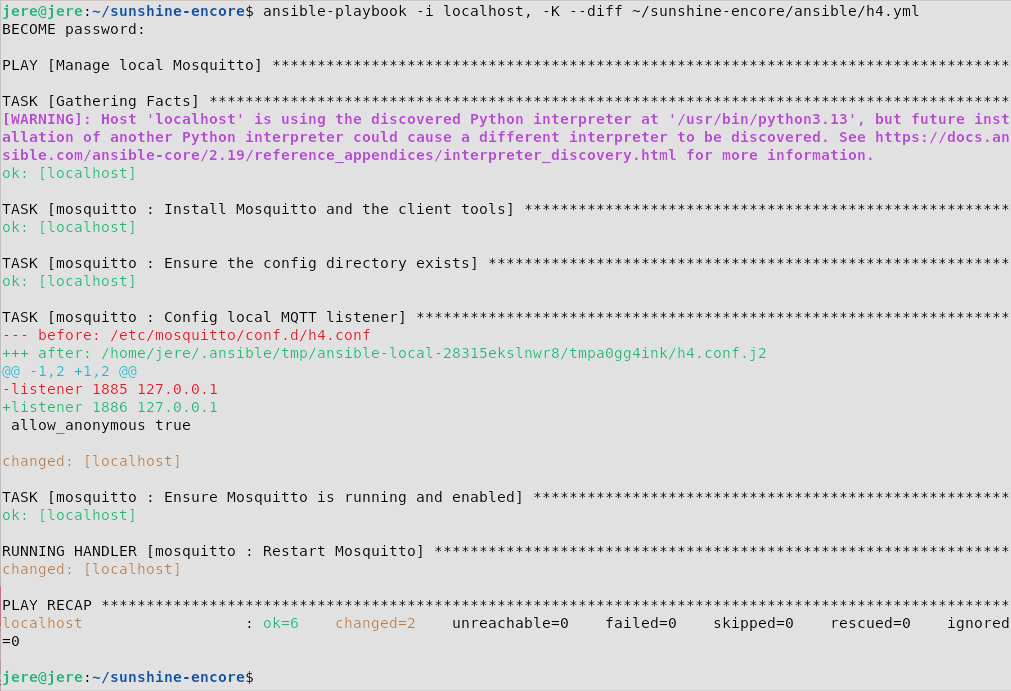 jere@jere:~/sunshine-encore$ ansible-playbook -i localhost, -K --diff ~/sunshine-encore/ansible/h4.yml
BECOME password:
PLAY [Manage local Mosquitto] **********************************************************************************
TASK [Gathering Facts] *****************************************************************************************
[WARNING]: Host 'localhost' is using the discovered Python interpreter at '/usr/bin/python3.13', but future inst
allation of another Python interpreter could cause a different interpreter to be discovered. See https://docs.an
sible.com/ansible-core/2.19/reference_appendices/interpreter_discovery.html for more information.
ok: [localhost]
TASK [mosquitto : Install Mosquitto and the client tools] ******************************************************
ok: [localhost]
TASK [mosquitto : Ensure the config directory exists] **********************************************************
ok: [localhost]
TASK [mosquitto : Config local MQTT listener] ******************************************************************
--- before: /etc/mosquitto/conf.d/h4.conf
+++ after: /home/jere/.ansible/tmp/ansible-local-28315ekslnwr8/tmpa0gg4ink/h4.conf.j2
@@ -1,2 +1,2 @@
-listener 1885 127.0.0.1
+listener 1886 127.0.0.1
 allow_anonymous true
changed: [localhost]
TASK [mosquitto : Ensure Mosquitto is running and enabled] *****************************************************
ok: [localhost]
RUNNING HANDLER [mosquitto : Restart Mosquitto] ****************************************************************
changed: [localhost]
PLAY RECAP *****************************************************************************************************
localhost                  : ok=6    changed=2    unreachable=0    failed=0    skipped=0    rescued=0    ignored
=0
jere@jere:~/sunshine-encore$